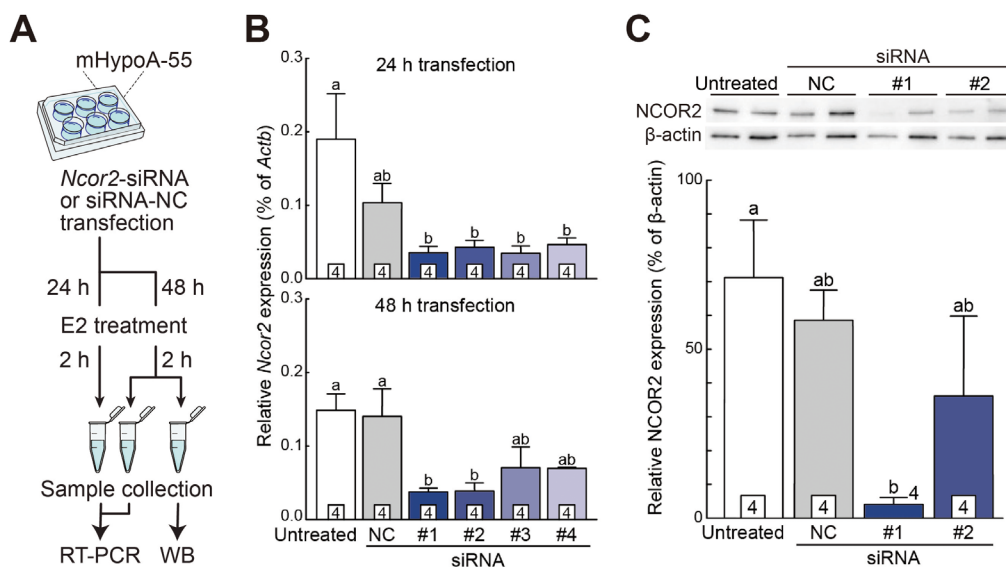 A
mHypoA-55
Ncor2-siRNA
or siRNA-NC
transfection
24 h
48 h
E2 treatment
2 h
2 h
Sample collection
RT-PCR
WB
B
Relative Ncor2 expression (% of Actb)
24 h transfection
0.3
0.2
0.1
0.0
a
ab
b
b
b
b
4
4
4
4
4
4
48 h transfection
0.3
0.2
0.1
0.0
a
a
b
b
ab
ab
4
4
4
4
4
4
Untreated
NC
#1
#2
#3
#4
siRNA
C
siRNA
Untreated
NC
#1
#2
NCOR2
β-actin
Relative NCOR2 expression (% of β-actin)
100
50
0
a
ab
b
ab
4
4
4
4
Untreated
NC
#1
#2
siRNA